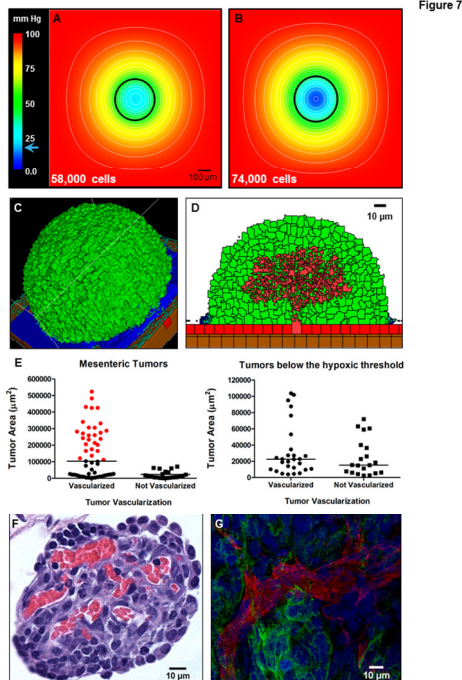 Figure 7
mm Hg
A
B
100
75
50
25
0.0
58,000 cells
100 µm
74,000 cells
C
D
10 µm
E
Mesenteric Tumors
Tumors below the hypoxic threshold
Tumor Area (µm²)
600000
500000
400000
300000
200000
100000
0
Vascularized
Not Vascularized
Tumor Vascularization
Tumor Area (µm²)
120000
100000
80000
60000
40000
20000
0
Vascularized
Not Vascularized
Tumor Vascularization
F
10 µm
G
10 µm